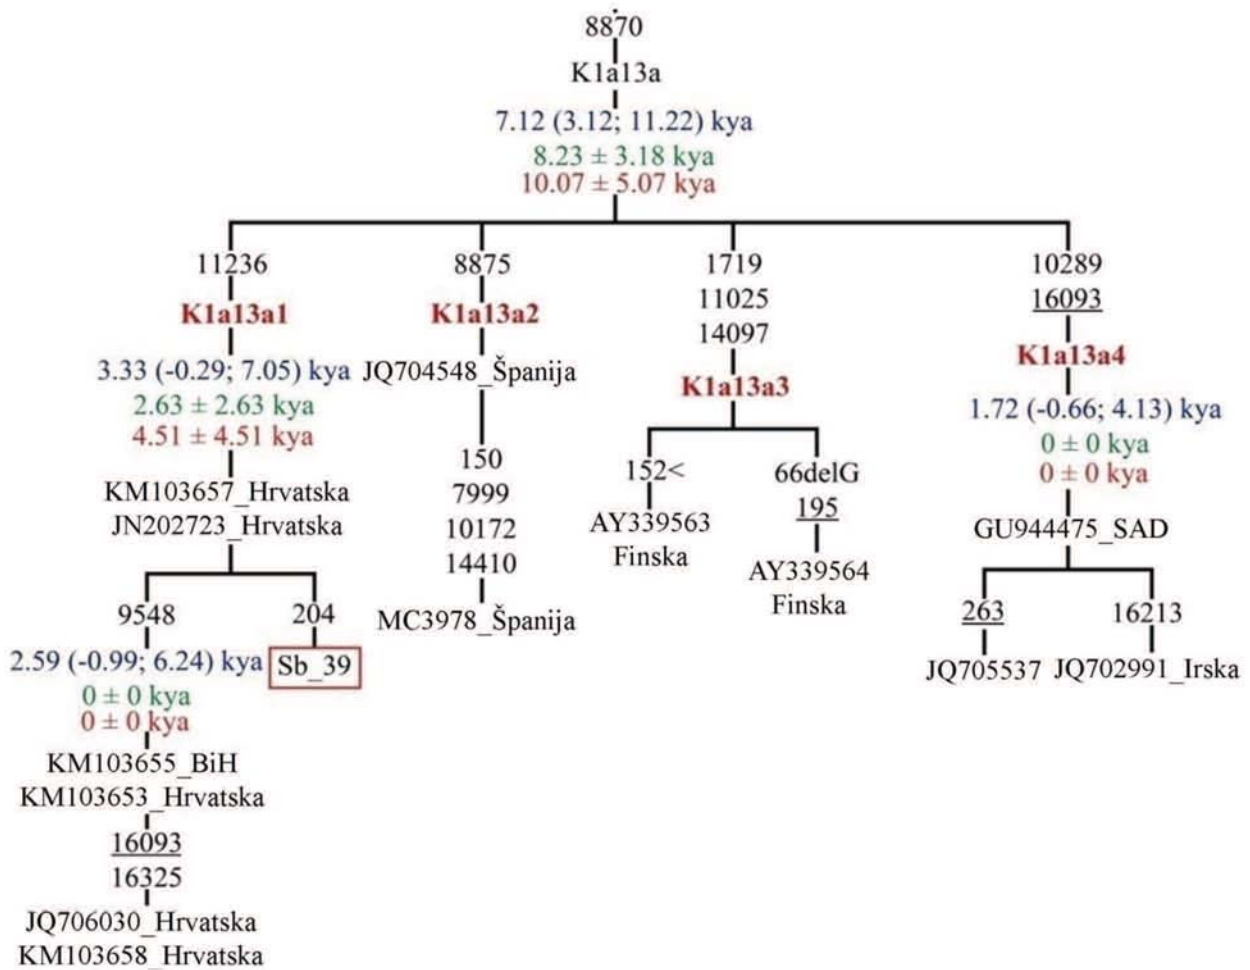 8870
K1a13a
7.12 (3.12; 11.22) kya
8.23 ± 3.18 kya
10.07 ± 5.07 kya
11236
K1a13a1
3.33 (-0.29; 7.05) kya
2.63 ± 2.63 kya
4.51 ± 4.51 kya
KM103657_Hrvatska
JN202723_Hrvatska
9548
2.59 (-0.99; 6.24) kya
0 ± 0 kya
0 ± 0 kya
KM103655_BiH
KM103653_Hrvatska
16093
16325
JQ706030_Hrvatska
KM103658_Hrvatska
204
Sb_39
8875
K1a13a2
JQ704548_Španija
150
7999
10172
14410
MC3978_Španija
1719
11025
14097
K1a13a3
152<
AY339563
Finska
66delG
195
AY339564
Finska
10289
16093
K1a13a4
1.72 (-0.66; 4.13) kya
0 ± 0 kya
0 ± 0 kya
GU944475_SAD
263
JQ705537
16213
JQ702991_Irska